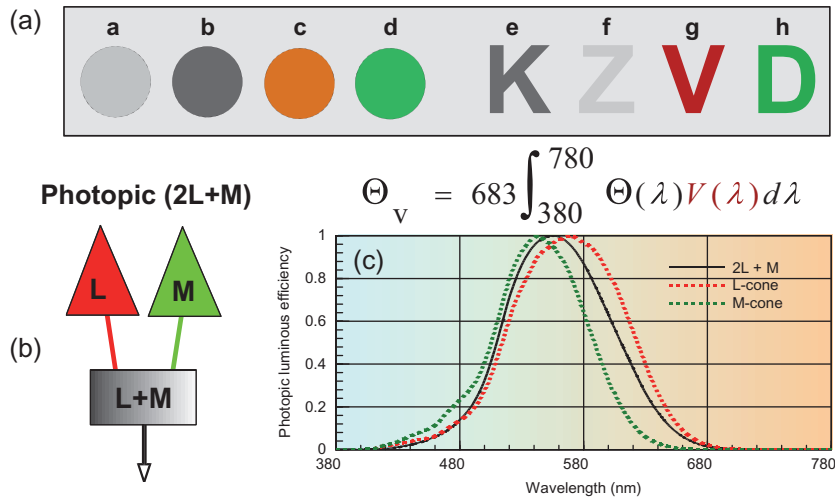 (a)
a b c d e f g h
K Z V D
Photopic (2L+M)
Θv = 683∫380^780 Θ(λ)V(λ)dλ
L M
(b)
L+M
(c)
2L + M
L-cone
M-cone
Photopic luminous efficiency
1
0.8
0.6
0.4
0.2
0
380 480 580 680 780
Wavelength (nm)